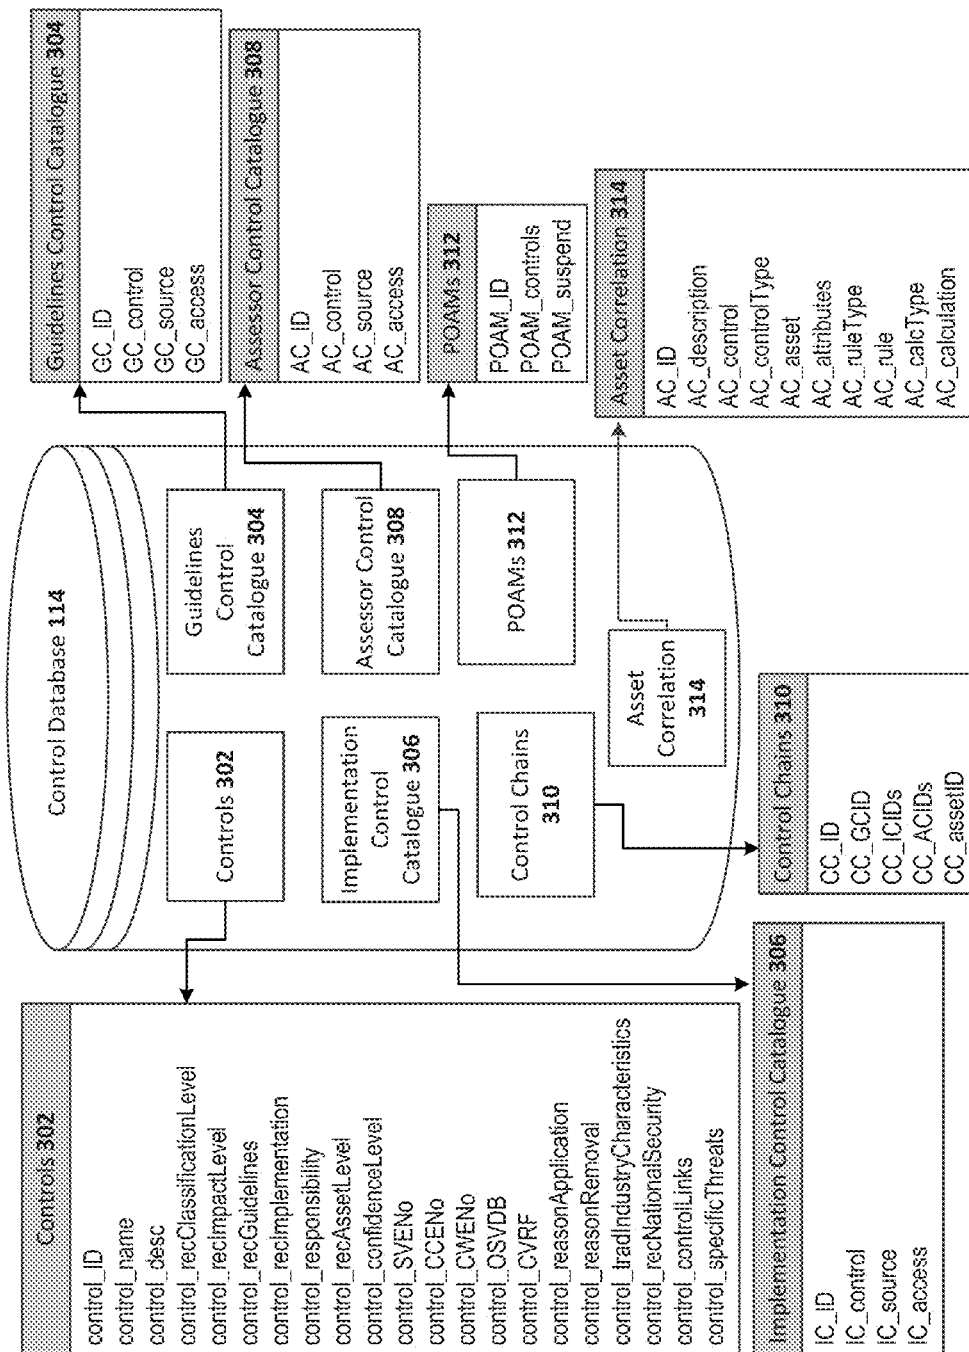 Control Database 114
Controls 302
Guidelines
Control
Catalogue 304
Implementation
Control
Catalogue 306
Assessor Control
Catalogue 308
Control Chains
310
POAMs 312
Asset
Correlation
314
Controls 302
control_ID
control_name
control_desc
control_recClassificationLevel
control_recImpactLevel
control_recGuidelines
control_recImplementation
control_responsibility
control_recAssetLevel
control_confidenceLevel
control_SVENo
control_CCENo
control_CWENo
control_OSVDB
control_CVRF
control_reasonApplication
control_reasonRemoval
control_tradIndustryCharacteristics
control_recNationalSecurity
control_controlLinks
control_specificThreats
Implementation Control Catalogue 306
IC_ID
IC_control
IC_source
IC_access
Control Chains 310
CC_ID
CC_GCID
CC_ICIDs
CC_ACIDs
CC_assetID
Guidelines Control Catalogue 304
GC_ID
GC_control
GC_source
GC_access
Assessor Control Catalogue 308
AC_ID
AC_control
AC_source
AC_access
POAMs 312
POAM_ID
POAM_controls
POAM_suspend
Asset Correlation 314
AC_ID
AC_description
AC_control
AC_controlType
AC_asset
AC_attributes
AC_ruleType
AC_rule
AC_calcType
AC_calculation